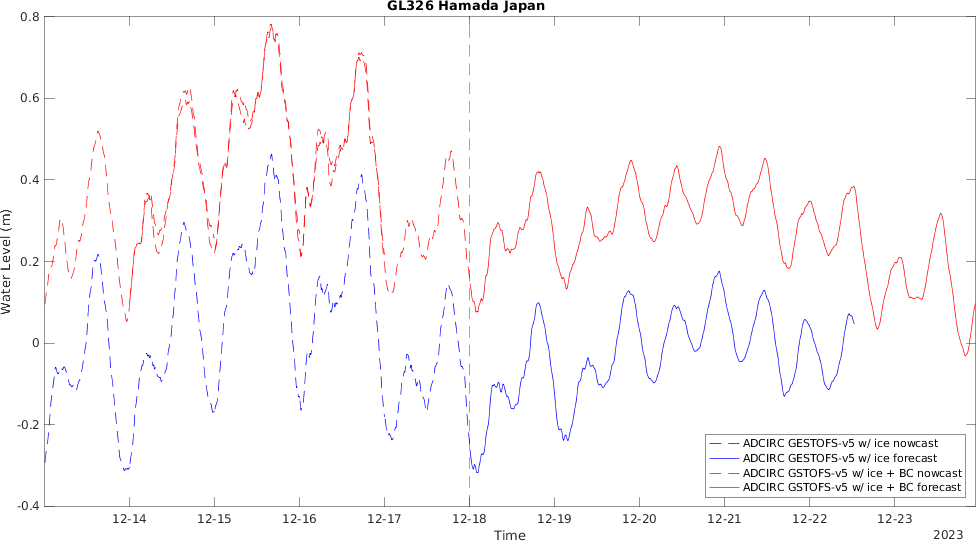 GL326 Hamada Japan
0.8
0.6
0.4
0.2
0
-0.2
-0.4
Water Level (m)
ADCIRC GESTOFS-v5 w/ ice nowcast
ADCIRC GESTOFS-v5 w/ ice forecast
ADCIRC GSTOFS-v5 w/ ice + BC nowcast
ADCIRC GSTOFS-v5 w/ ice + BC forecast
12-14 12-15 12-16 12-17 12-18 12-19 12-20 12-21 12-22 12-23
Time
2023